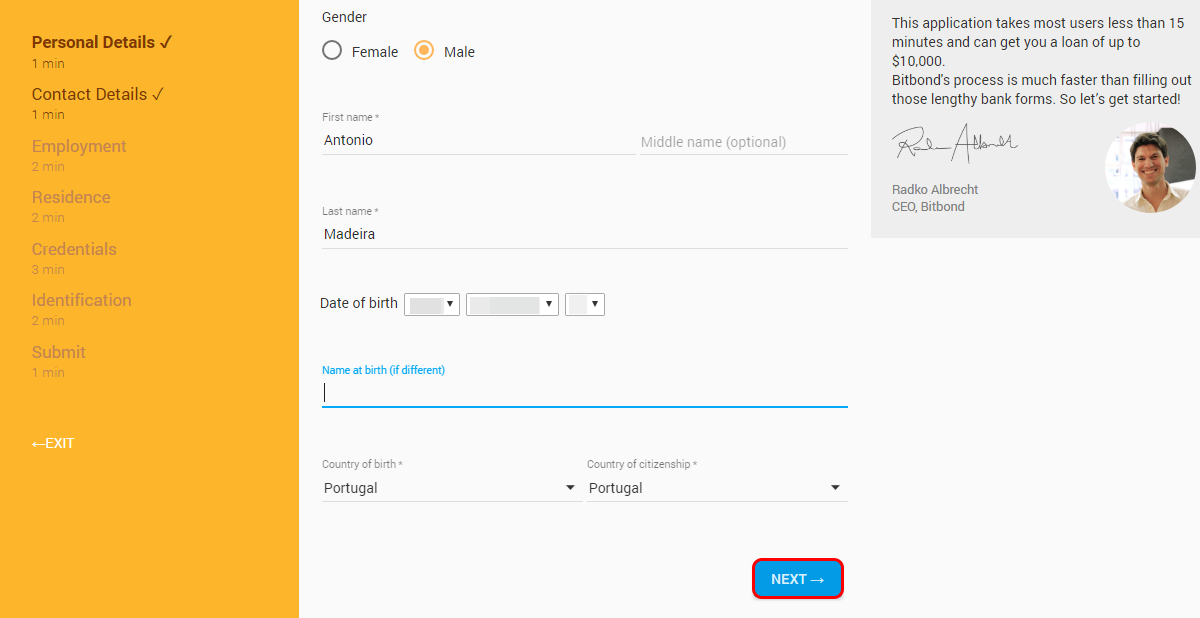 Personal Details ✓
1 min
Contact Details ✓
1 min
Employment
2 min
Residence
2 min
Credentials
3 min
Identification
2 min
Submit
1 min
←EXIT
Gender
Female Male
First name *
Antonio Middle name (optional)
Last name *
Madeira
Date of birth
Name at birth (if different)
Country of birth * Country of citizenship *
Portugal Portugal
NEXT →
This application takes most users less than 15
minutes and can get you a loan of up to
$10,000.
Bitbond's process is much faster than filling out
those lengthy bank forms. So let’s get started!
Radko Albrecht
CEO, Bitbond